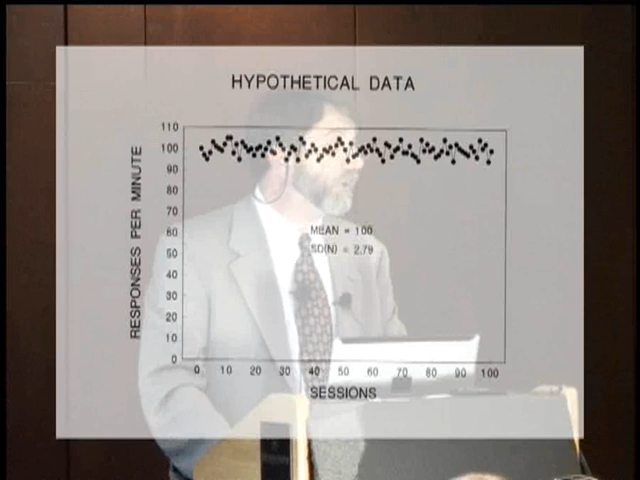 HYPOTHETICAL DATA
RESPONSES PER MINUTE
110
100
90
80
70
60
50
40
30
20
10
0
MEAN = 100
SD(N) = 2.79
0 10 20 30 40 50 60 70 80 90 100
SESSIONS